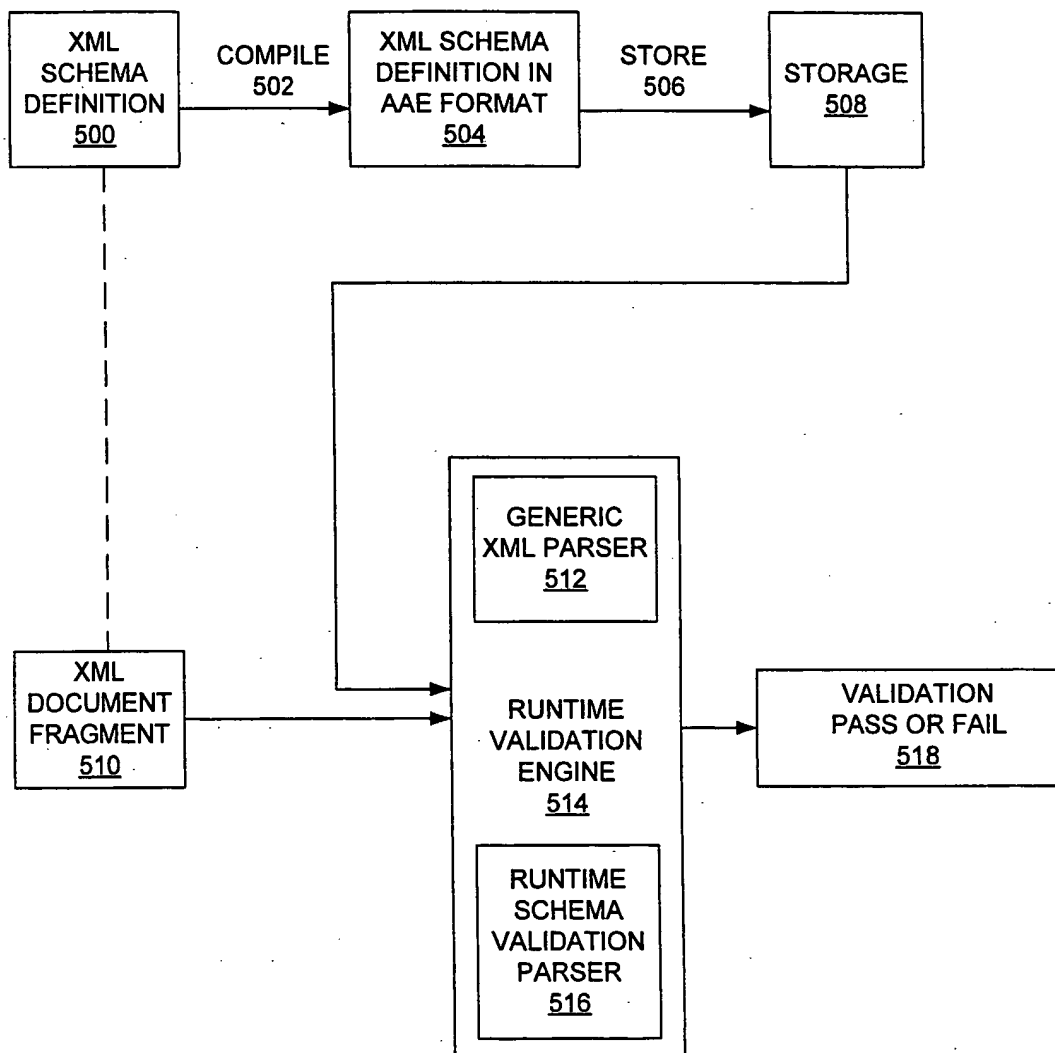 XML
SCHEMA
DEFINITION
500
COMPILE
502
XML SCHEMA
DEFINITION IN
AAE FORMAT
504
STORE
506
STORAGE
508
GENERIC
XML PARSER
512
XML
DOCUMENT
FRAGMENT
510
RUNTIME
VALIDATION
ENGINE
514
VALIDATION
PASS OR FAIL
518
RUNTIME
SCHEMA
VALIDATION
PARSER
516